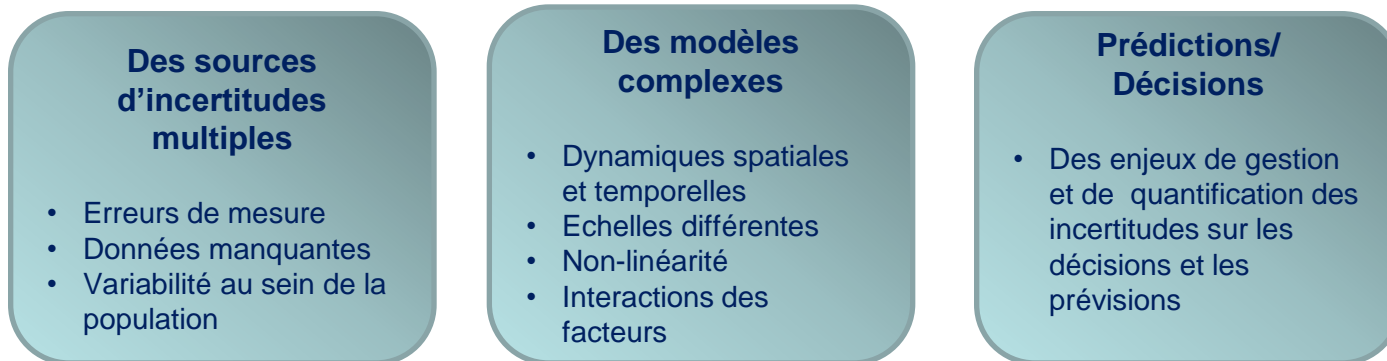 Des sources
d’incertitudes
multiples
• Erreurs de mesure
• Données manquantes
• Variabilité au sein de la
population
Des modèles
complexes
• Dynamiques spatiales
et temporelles
• Echelles différentes
• Non-linéarité
• Interactions des
facteurs
Prédictions/
Décisions
• Des enjeux de gestion
et de quantification des
incertitudes sur les
décisions et les
prévisions